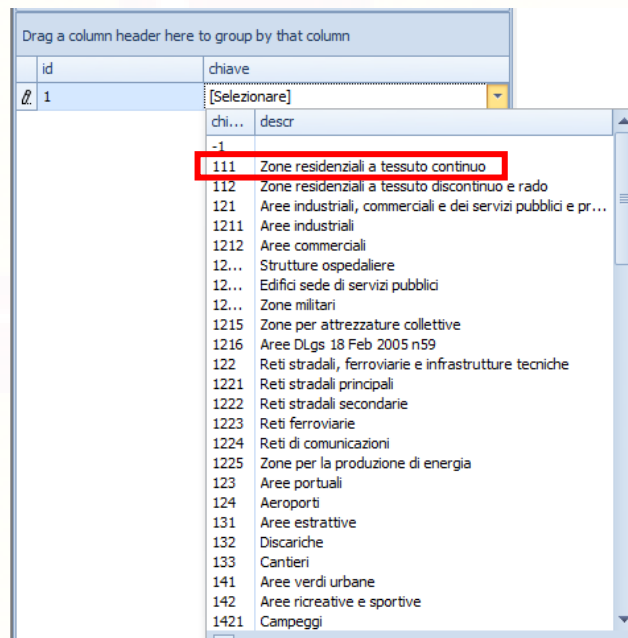 Drag a column header here to group by that column
id chiave
1 [Selezionare]
chi... descr
-1
111 Zone residenziali a tessuto continuo
112 Zone residenziali a tessuto discontinuo e rado
121 Aree industriali, commerciali e dei servizi pubblici e pr...
1211 Aree industriali
1212 Aree commerciali
12... Strutture ospedaliere
12... Edifici sede di servizi pubblici
12... Zone militari
1215 Zone per attrezzature collettive
1216 Aree DLgs 18 Feb 2005 n59
122 Reti stradali, ferroviarie e infrastrutture tecniche
1221 Reti stradali principali
1222 Reti stradali secondarie
1223 Reti ferroviarie
1224 Reti di comunicazioni
1225 Zone per la produzione di energia
123 Aree portuali
124 Aeroporti
131 Aree estrattive
132 Discariche
133 Cantieri
141 Aree verdi urbane
142 Aree ricreative e sportive
1421 Campeggi